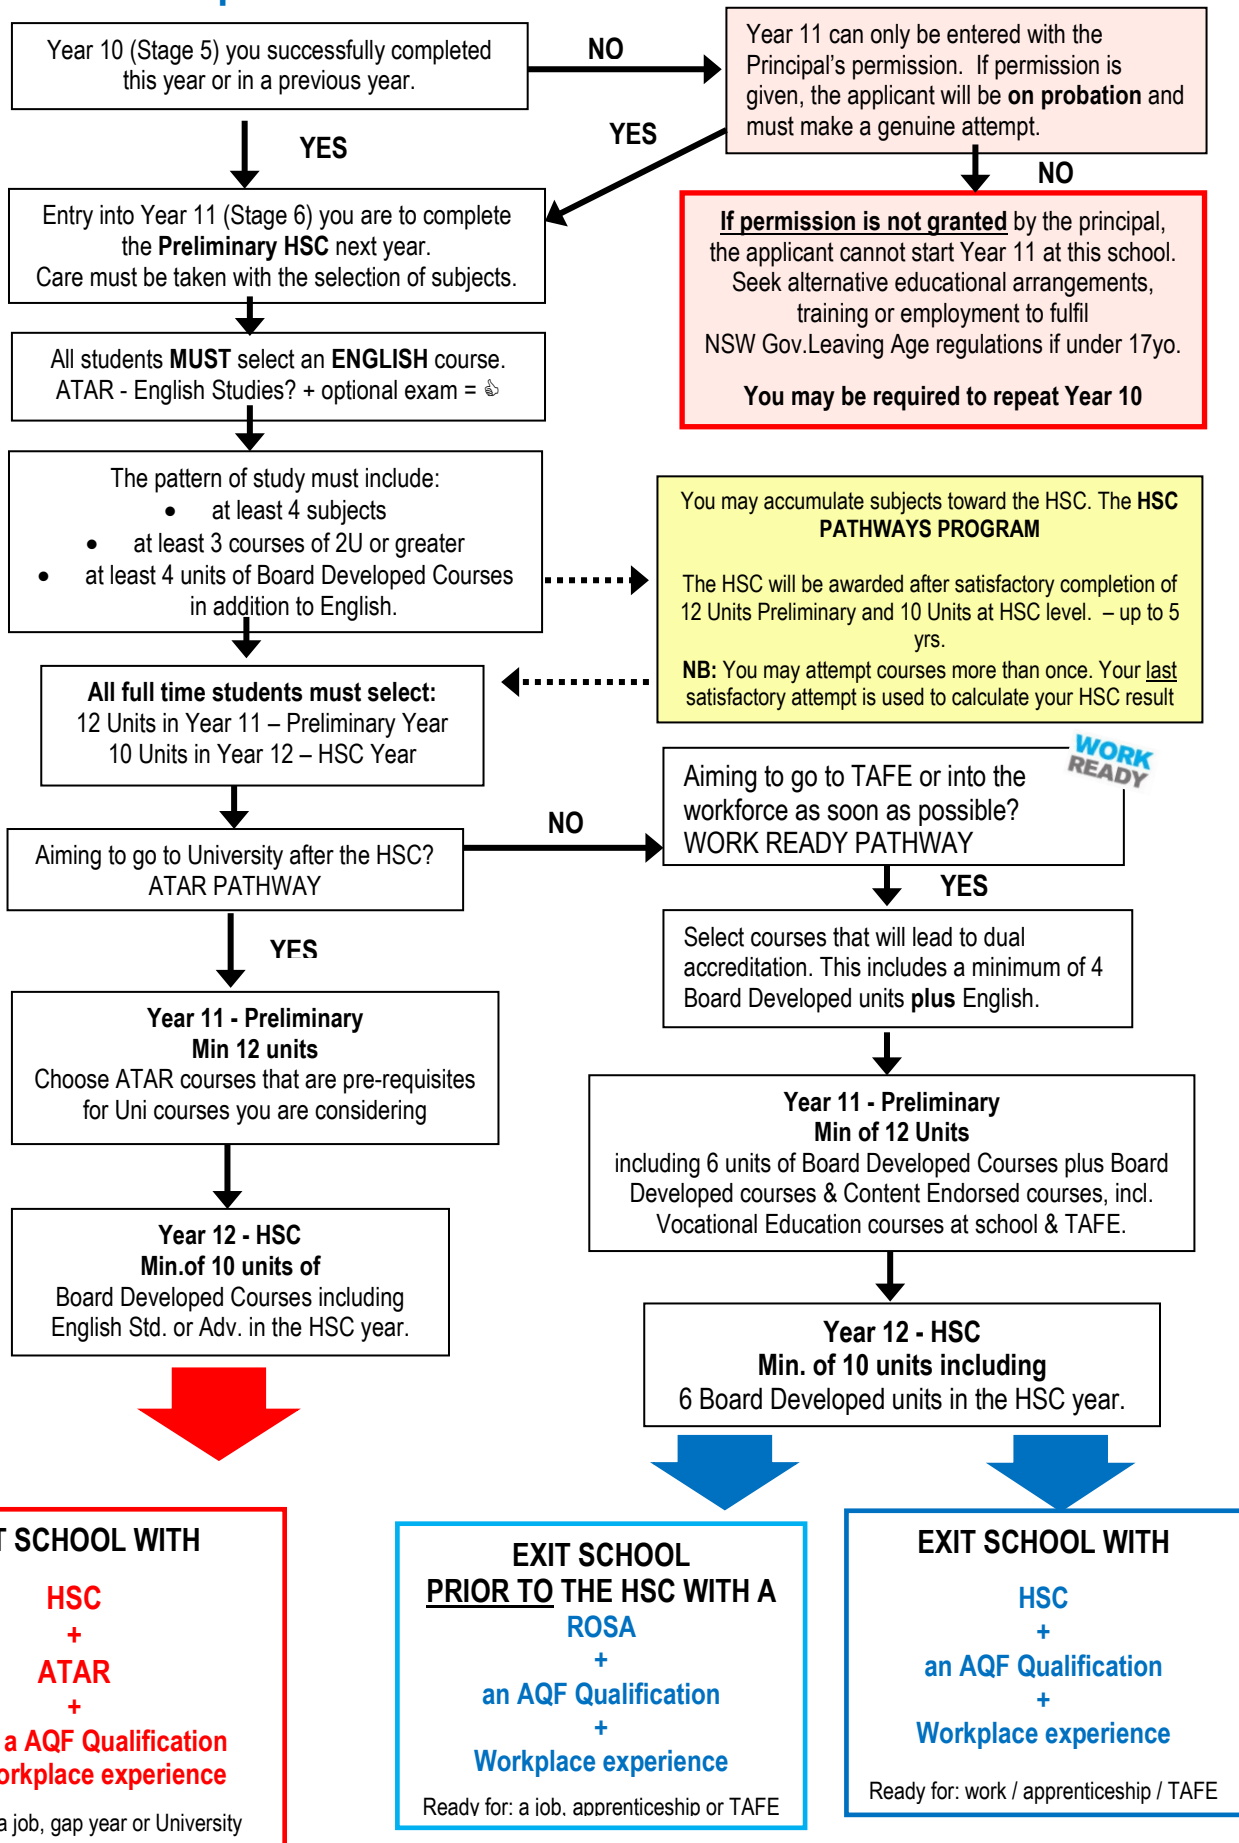 Year 10 (Stage 5) you successfully completed
this year or in a previous year.
NO
Year 11 can only be entered with the
Principal's permission.  If permission is
given, the applicant will be on probation and
must make a genuine attempt.
YES
YES
NO
Entry into Year 11 (Stage 6) you are to complete
the Preliminary HSC next year.
Care must be taken with the selection of subjects.
If permission is not granted by the principal,
the applicant cannot start Year 11 at this school.
Seek alternative educational arrangements,
training or employment to fulfil
NSW Gov.Leaving Age regulations if under 17yo.
You may be required to repeat Year 10
All students MUST select an ENGLISH course.
ATAR - English Studies? + optional exam = 👍
The pattern of study must include:
• at least 4 subjects
• at least 3 courses of 2U or greater
• at least 4 units of Board Developed Courses
in addition to English.
You may accumulate subjects toward the HSC. The HSC
PATHWAYS PROGRAM
The HSC will be awarded after satisfactory completion of
12 Units Preliminary and 10 Units at HSC level.  – up to 5
yrs.
NB: You may attempt courses more than once. Your last
satisfactory attempt is used to calculate your HSC result
All full time students must select:
12 Units in Year 11 – Preliminary Year
10 Units in Year 12 – HSC Year
WORK
READY
Aiming to go to TAFE or into the
workforce as soon as possible?
WORK READY PATHWAY
NO
Aiming to go to University after the HSC?
ATAR PATHWAY
YES
YES
Select courses that will lead to dual
accreditation. This includes a minimum of 4
Board Developed units plus English.
Year 11 - Preliminary
Min 12 units
Choose ATAR courses that are pre-requisites
for Uni courses you are considering
Year 11 - Preliminary
Min of 12 Units
including 6 units of Board Developed Courses plus Board
Developed courses & Content Endorsed courses, incl.
Vocational Education courses at school & TAFE.
Year 12 - HSC
Min.of 10 units of
Board Developed Courses including
English Std. or Adv. in the HSC year.
Year 12 - HSC
Min. of 10 units including
6 Board Developed units in the HSC year.
SCHOOL WITH
HSC
+
ATAR
+
a AQF Qualification
orkplace experience
a job, gap year or University
EXIT SCHOOL
PRIOR TO THE HSC WITH A
ROSA
+
an AQF Qualification
+
Workplace experience
Ready for: a job, apprenticeship or TAFE
EXIT SCHOOL WITH
HSC
+
an AQF Qualification
+
Workplace experience
Ready for: work / apprenticeship / TAFE